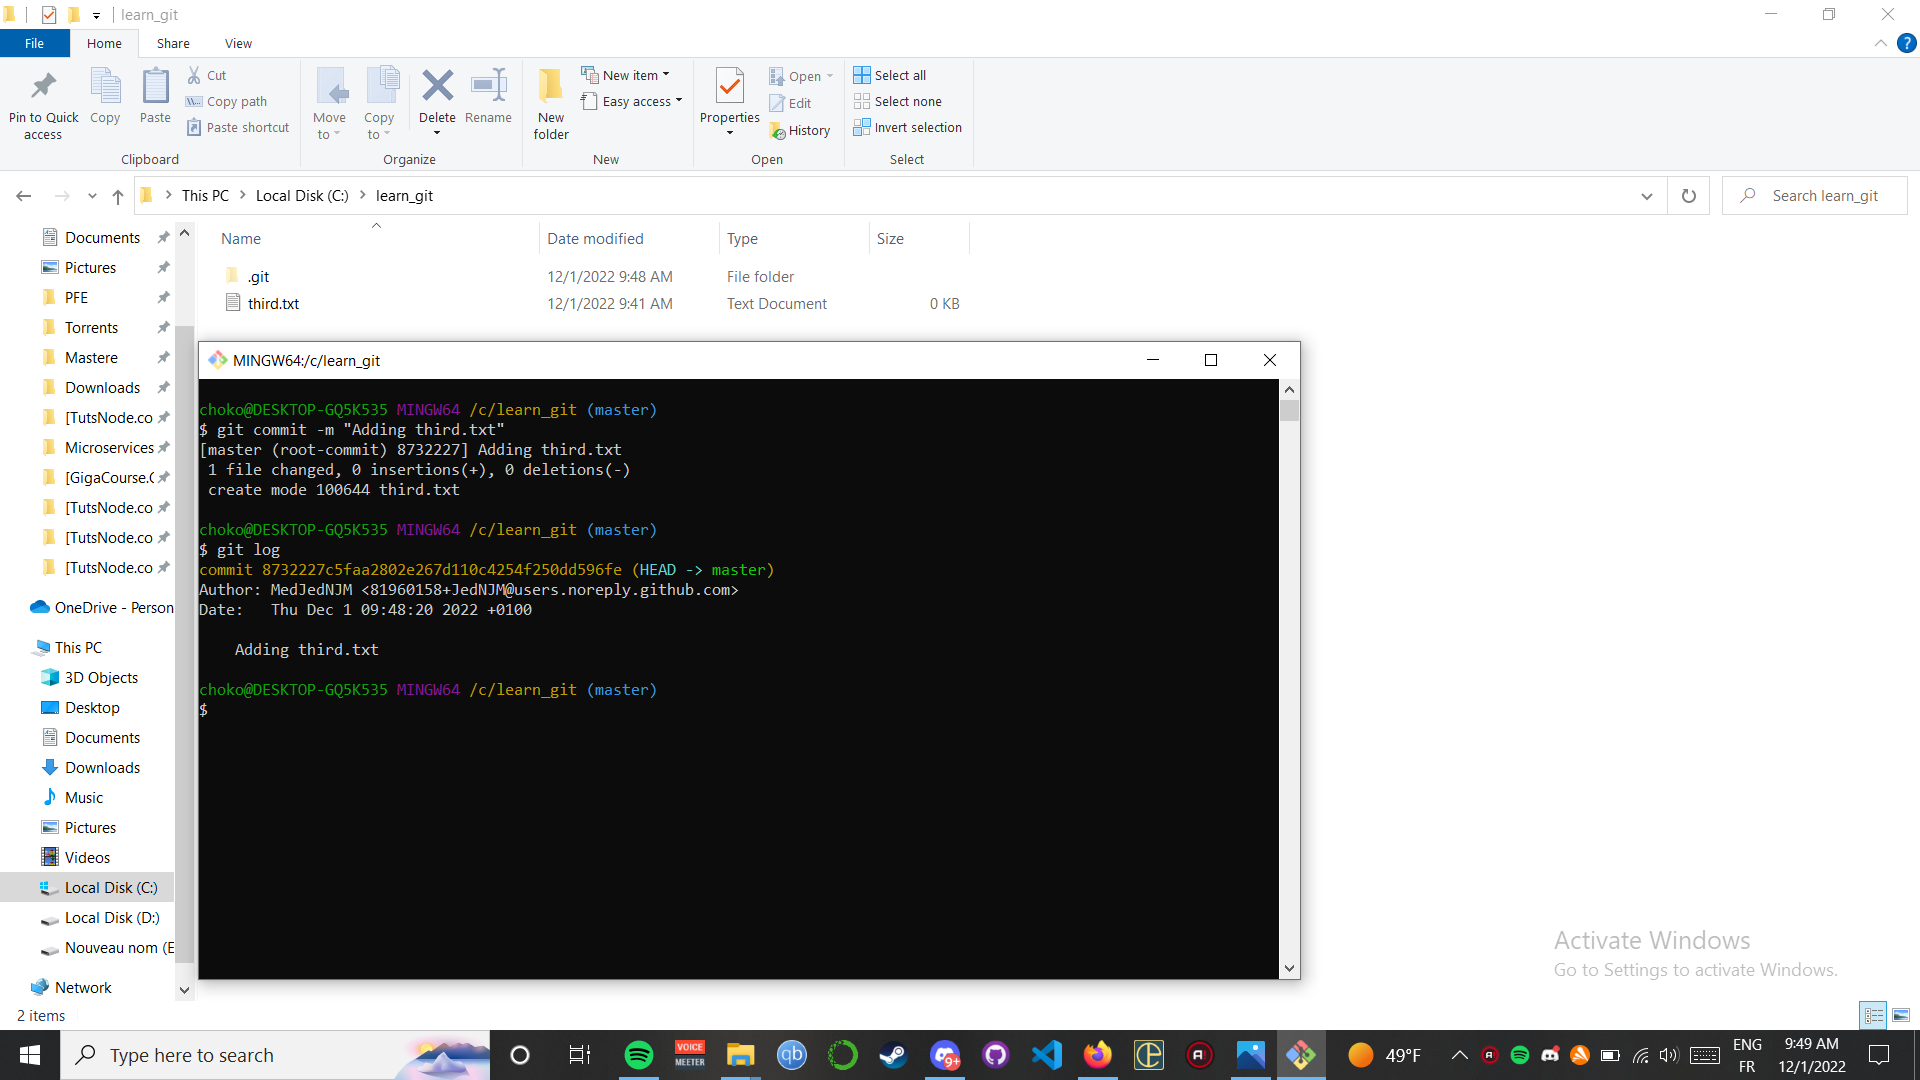 learn_git
File Home Share View
Pin to Quick access
Copy
Paste
Cut
Copy path
Paste shortcut
Clipboard
Move to
Copy to
Delete
Rename
Organize
New folder
New item
Easy access
New
Properties
Open
Edit
History
Open
Select all
Select none
Invert selection
Select
This PC > Local Disk (C:) > learn_git
Search learn_git
Name Date modified Type Size
.git 12/1/2022 9:48 AM File folder
third.txt 12/1/2022 9:41 AM Text Document 0 KB
Documents
Pictures
PFE
Torrents
Mastere
Downloads
[TutsNode.co
Microservices
[GigaCourse.C
[TutsNode.co
[TutsNode.co
[TutsNode.co
OneDrive - Person
This PC
3D Objects
Desktop
Documents
Downloads
Music
Pictures
Videos
Local Disk (C:)
Local Disk (D:)
Nouveau nom (E
Network
2 items
MINGW64:/c/learn_git
choko@DESKTOP-GQ5K535 MINGW64 /c/learn_git (master)
$ git commit -m "Adding third.txt"
[master (root-commit) 8732227] Adding third.txt
1 file changed, 0 insertions(+), 0 deletions(-)
create mode 100644 third.txt
choko@DESKTOP-GQ5K535 MINGW64 /c/learn_git (master)
$ git log
commit 8732227c5faa2802e267d110c4254f250dd596fe (HEAD -> master)
Author: MedJedNJM <81960158+JedNJM@users.noreply.github.com>
Date:   Thu Dec 1 09:48:20 2022 +0100
Adding third.txt
choko@DESKTOP-GQ5K535 MINGW64 /c/learn_git (master)
$
Activate Windows
Go to Settings to activate Windows.
Type here to search
VOICE MEETER
qb
9+
49°F
ENG
FR
9:49 AM
12/1/2022